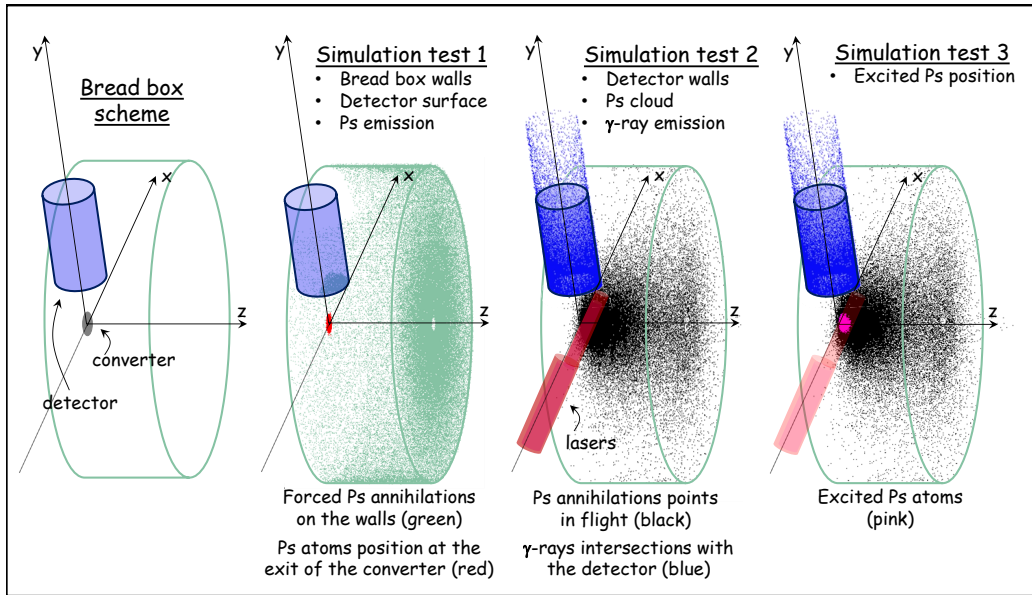 Bread box
scheme
y
x
z
converter
detector
Simulation test 1
• Bread box walls
• Detector surface
• Ps emission
y
x
z
Forced Ps annihilations
on the walls (green)
Ps atoms position at the
exit of the converter (red)
Simulation test 2
• Detector walls
• Ps cloud
• γ-ray emission
y
x
z
lasers
Ps annihilations points
in flight (black)
γ-rays intersections with
the detector (blue)
Simulation test 3
• Excited Ps position
y
x
z
Excited Ps atoms
(pink)